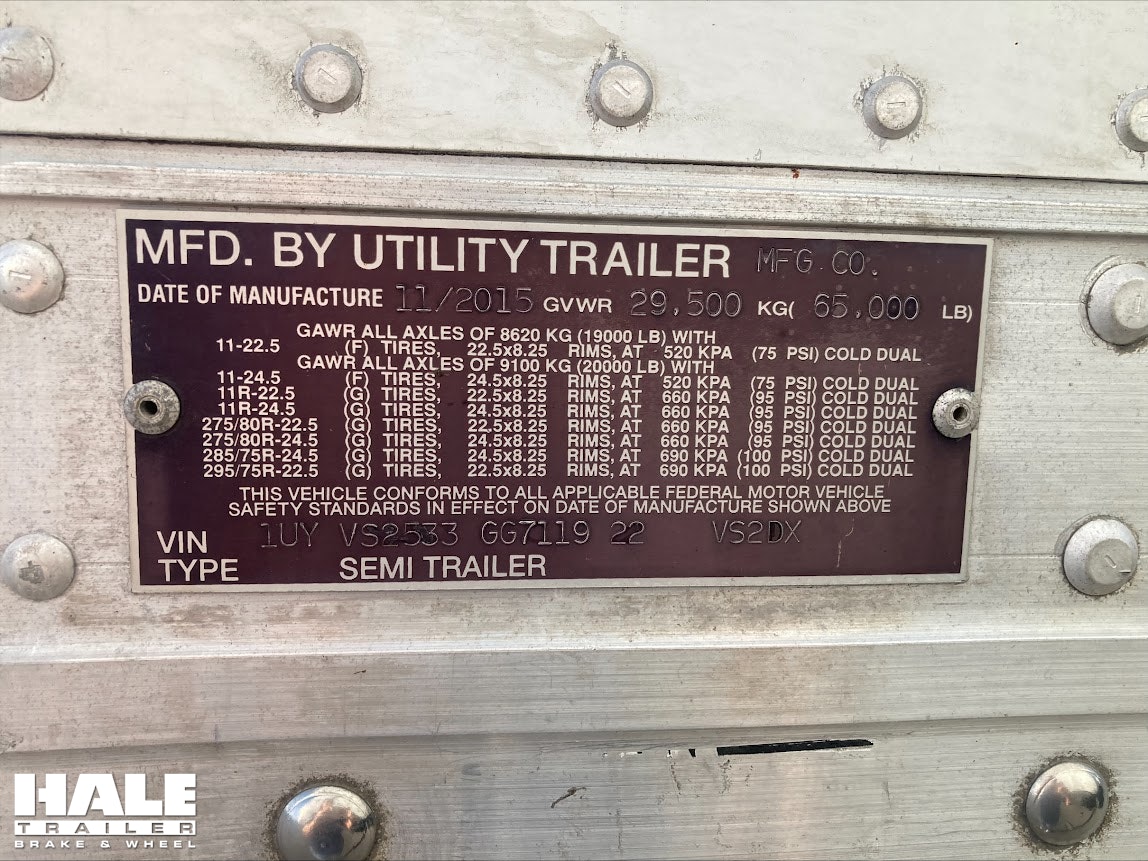 MFD. BY UTILITY TRAILER MFG CO.
DATE OF MANUFACTURE 11/2015 GVWR 29,500 KG( 65,000 LB)
GAWR ALL AXLES OF 8620 KG (19000 LB) WITH
11-22.5 (F) TIRES, 22.5x8.25 RIMS, AT 520 KPA (75 PSI) COLD DUAL
GAWR ALL AXLES OF 9100 KG (20000 LB) WITH
11-24.5 (F) TIRES, 24.5x8.25 RIMS, AT 520 KPA (75 PSI) COLD DUAL
11R-22.5 (G) TIRES, 22.5x8.25 RIMS, AT 660 KPA (95 PSI) COLD DUAL
11R-24.5 (G) TIRES, 24.5x8.25 RIMS, AT 660 KPA (95 PSI) COLD DUAL
275/80R-22.5 (G) TIRES, 22.5x8.25 RIMS, AT 660 KPA (95 PSI) COLD DUAL
275/80R-24.5 (G) TIRES, 24.5x8.25 RIMS, AT 660 KPA (95 PSI) COLD DUAL
285/75R-24.5 (G) TIRES, 24.5x8.25 RIMS, AT 690 KPA (100 PSI) COLD DUAL
295/75R-22.5 (G) TIRES, 22.5x8.25 RIMS, AT 690 KPA (100 PSI) COLD DUAL
THIS VEHICLE CONFORMS TO ALL APPLICABLE FEDERAL MOTOR VEHICLE
SAFETY STANDARDS IN EFFECT ON DATE OF MANUFACTURE SHOWN ABOVE
VIN 1UY GG7119 22 VS2DX
TYPE SEMI TRAILER
HALE
TRAILER
BRAKE & WHEEL